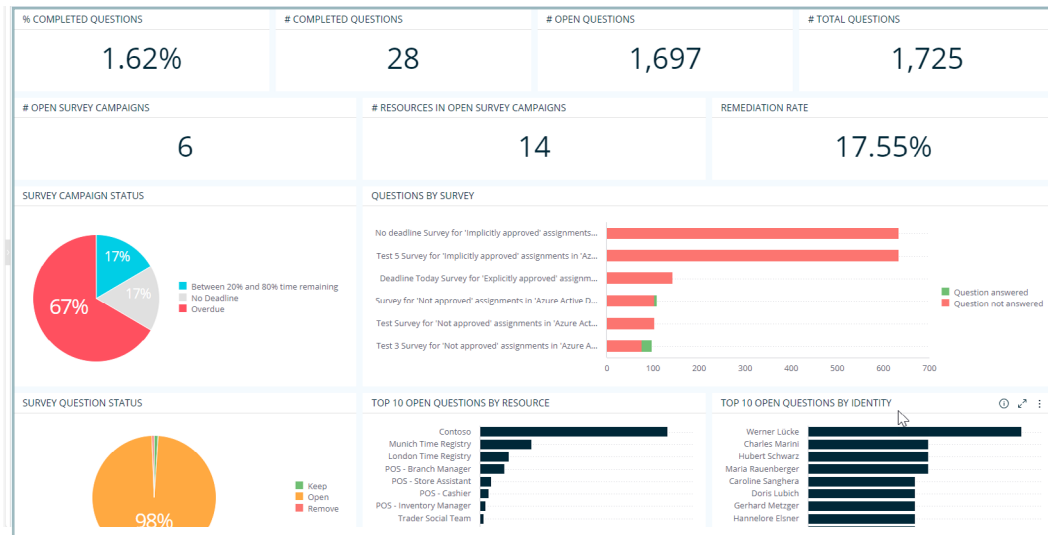 % COMPLETED QUESTIONS
# COMPLETED QUESTIONS
# OPEN QUESTIONS
# TOTAL QUESTIONS
1.62%
28
1,697
1,725
# OPEN SURVEY CAMPAIGNS
# RESOURCES IN OPEN SURVEY CAMPAIGNS
REMEDIATION RATE
6
14
17.55%
SURVEY CAMPAIGN STATUS
17%
17%
67%
Between 20% and 80% time remaining
No Deadline
Overdue
QUESTIONS BY SURVEY
No deadline Survey for 'Implicitly approved' assignments...
Test 5 Survey for 'Implicitly approved' assignments in 'Az...
Deadline Today Survey for 'Explicitly approved' assignm...
Survey for 'Not approved' assignments in 'Azure Active D...
Test Survey for 'Not approved' assignments in 'Azure Act...
Test 3 Survey for 'Not approved' assignments in 'Azure A...
0 100 200 300 400 500 600 700
Question answered
Question not answered
SURVEY QUESTION STATUS
98%
Keep
Open
Remove
TOP 10 OPEN QUESTIONS BY RESOURCE
Contoso
Munich Time Registry
London Time Registry
POS - Branch Manager
POS - Store Assistant
POS - Cashier
POS - Inventory Manager
Trader Social Team
TOP 10 OPEN QUESTIONS BY IDENTITY
Werner Lücke
Charles Marini
Hubert Schwarz
Maria Rauenberger
Caroline Sanghera
Doris Lubich
Gerhard Metzger
Hannelore Elsner